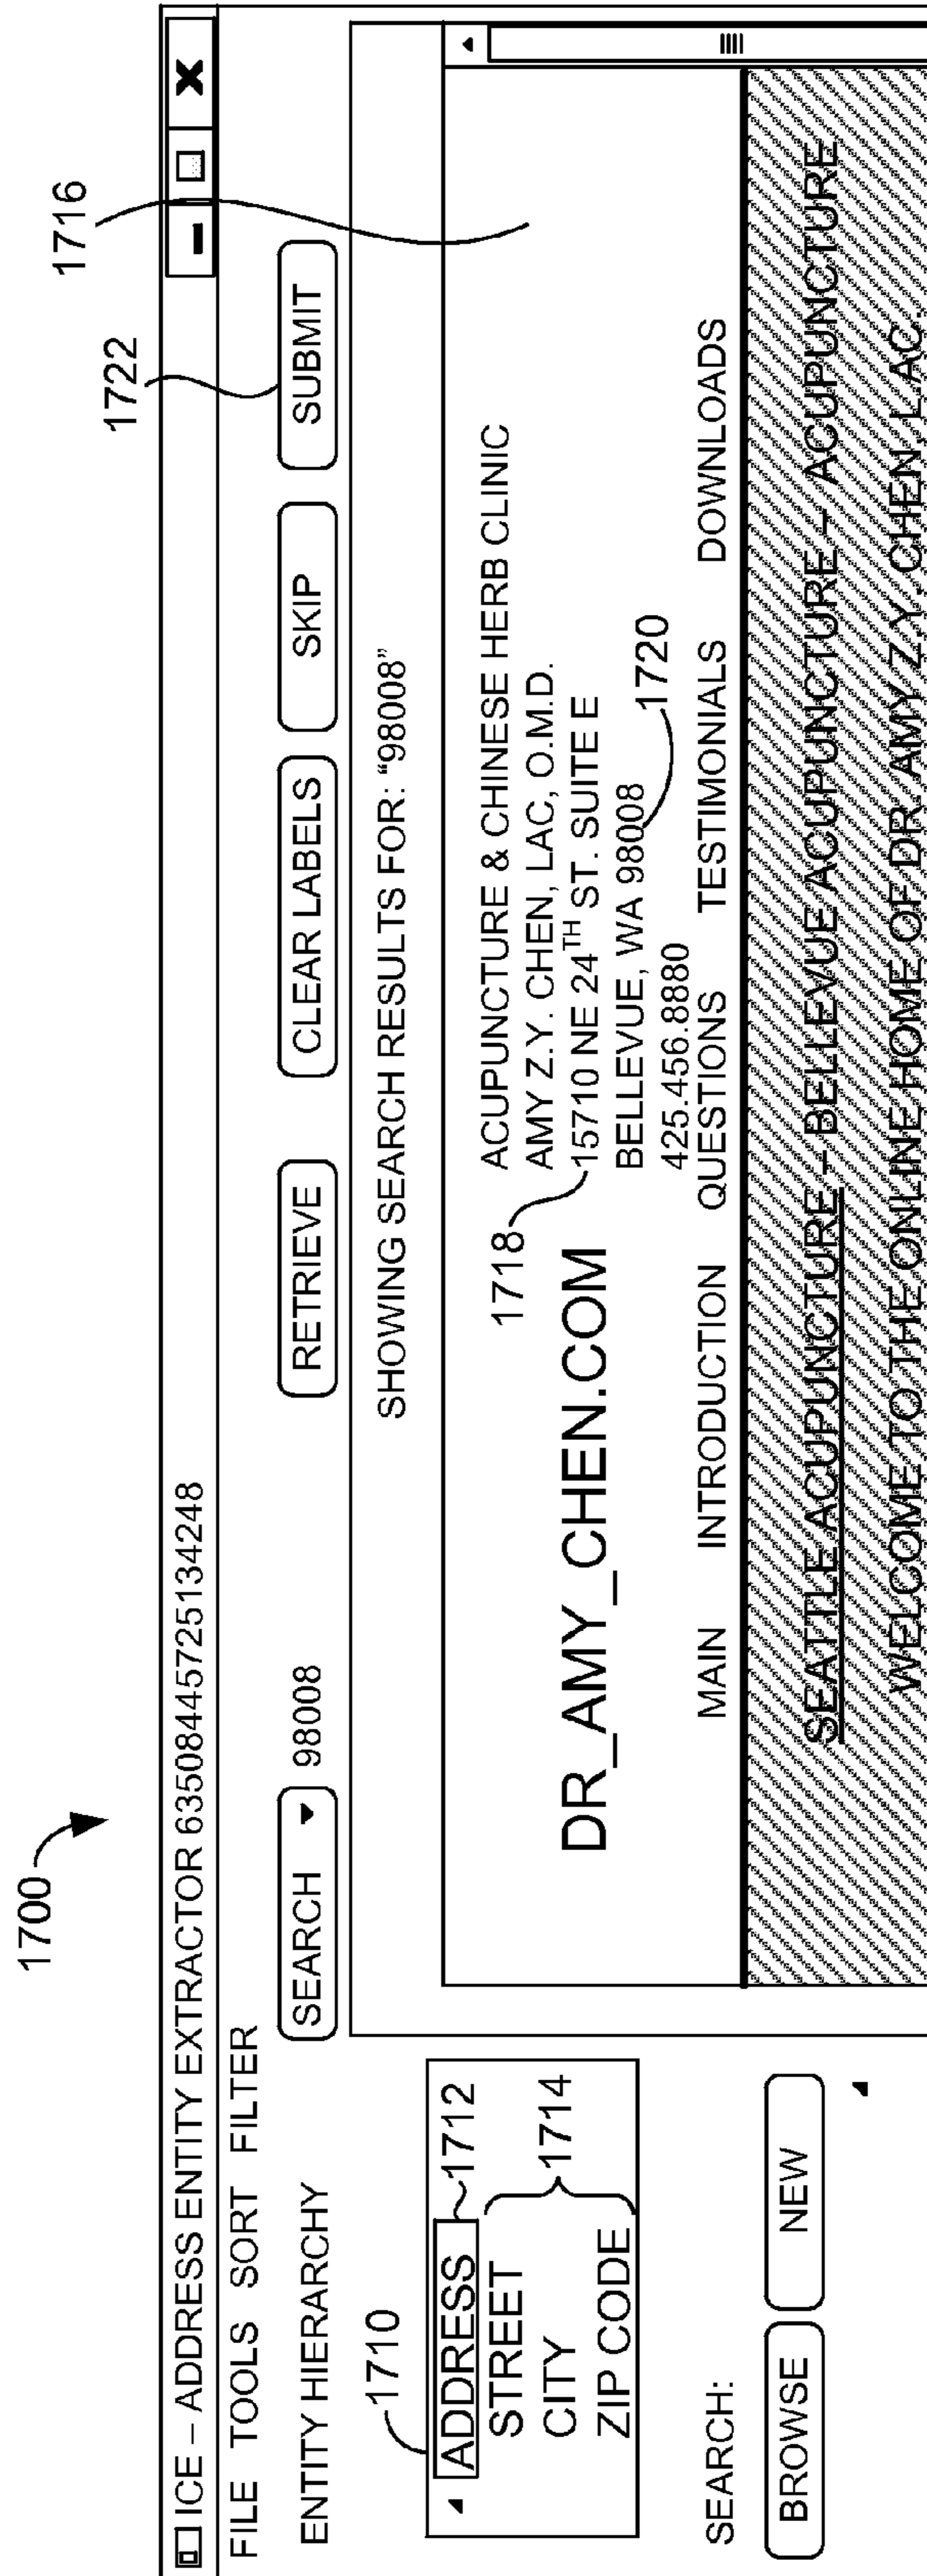 1700
1716
1722
ICE – ADDRESS ENTITY EXTRACTOR 635084457251342​48
FILE TOOLS SORT FILTER
ENTITY HIERARCHY
SEARCH 98008 RETRIEVE CLEAR LABELS SKIP SUBMIT
SHOWING SEARCH RESULTS FOR: “98008”
1710
ADDRESS 1712
STREET
CITY
ZIP CODE
1714
SEARCH:
BROWSE NEW
DR_AMY_CHEN.COM
1718
ACUPUNCTURE & CHINESE HERB CLINIC
AMY Z.Y. CHEN, LAC, O.M.D.
15710 NE 24TH ST. SUITE E
BELLEVUE, WA 98008
1720
425.456.8880
MAIN INTRODUCTION QUESTIONS TESTIMONIALS DOWNLOADS
SEATTLE ACUPUNCTURE – BELLEVUE ACUPUNCTURE – ACUPUNCTURE
WELCOME TO THE ONLINE HOME OF DR. AMY Z.Y. CHEN, L.AC.